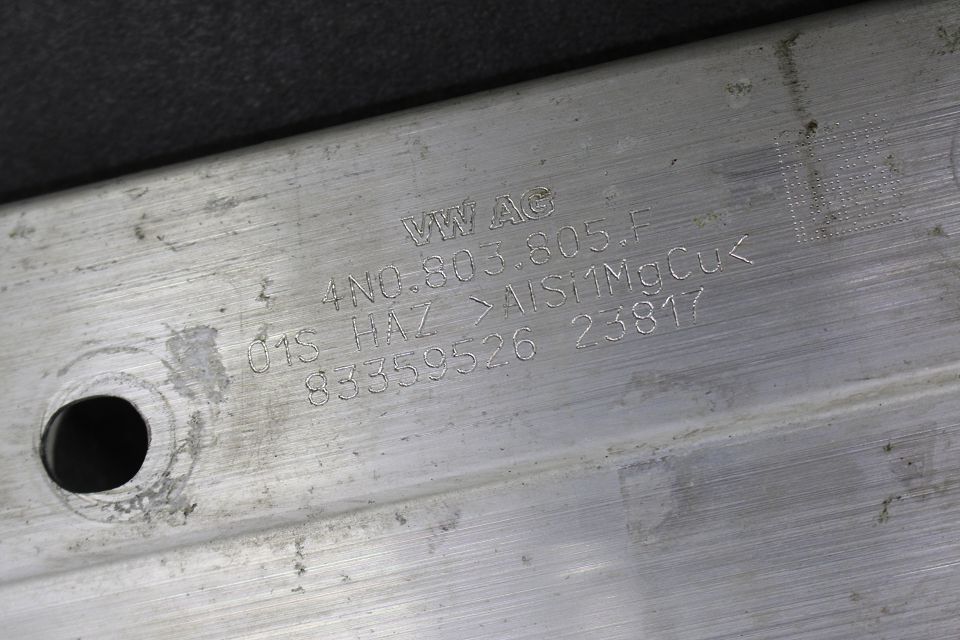 VW AG
4N0.803.805.F
01S HAZ >AlSi1MgCu<
83359526 23817